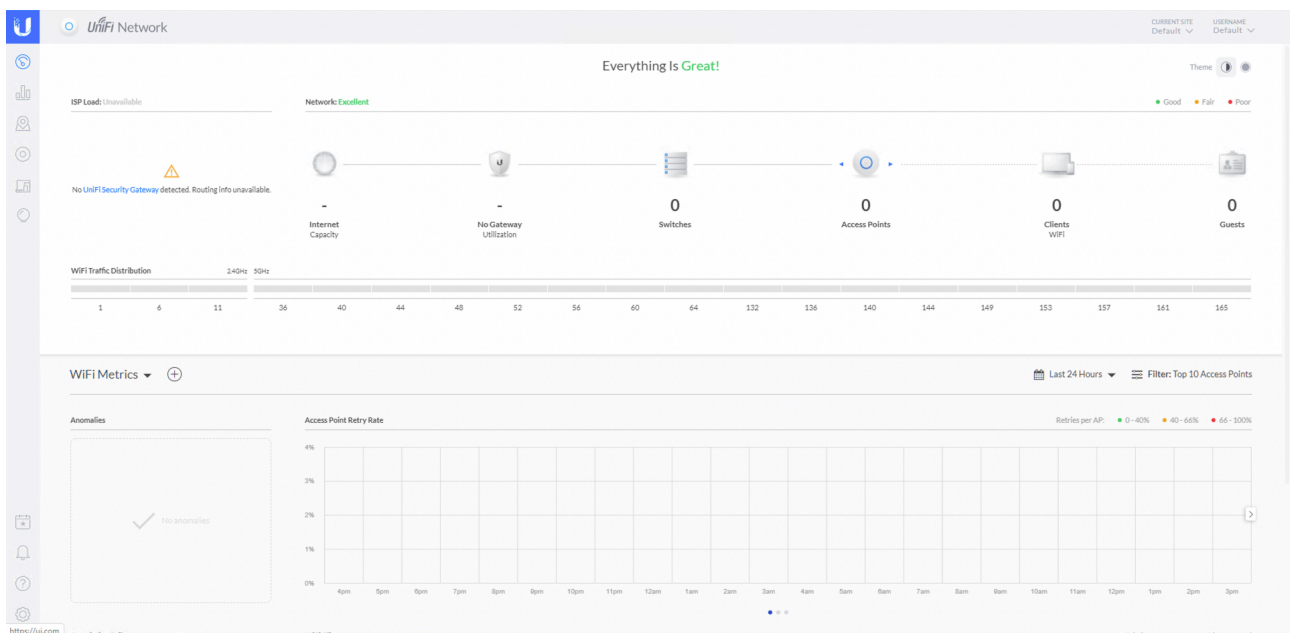 UniFi Network
CURRENT SITE
Default
USERNAME
Default
Everything Is Great!
Theme
ISP Load: Unavailable
Network: Excellent
Good
Fair
Poor
No UniFi Security Gateway detected. Routing info unavailable.
-
Internet
Capacity
-
No Gateway
Utilization
0
Switches
0
Access Points
0
Clients
WiFi
0
Guests
WiFi Traffic Distribution
2.4GHz 5GHz
1 6 11 36 40 44 48 52 56 60 64 132 136 140 144 149 153 157 161 165
WiFi Metrics
Last 24 Hours
Filter: Top 10 Access Points
Anomalies
No anomalies
Access Point Retry Rate
Retries per AP: 0 - 40% 40 - 66% 66 - 100%
4%
3%
2%
1%
0%
4pm 5pm 6pm 7pm 8pm 9pm 10pm 11pm 12am 1am 2am 3am 4am 5am 6am 7am 8am 9am 10am 11am 12pm 1pm 2pm 3pm
https://ui.com